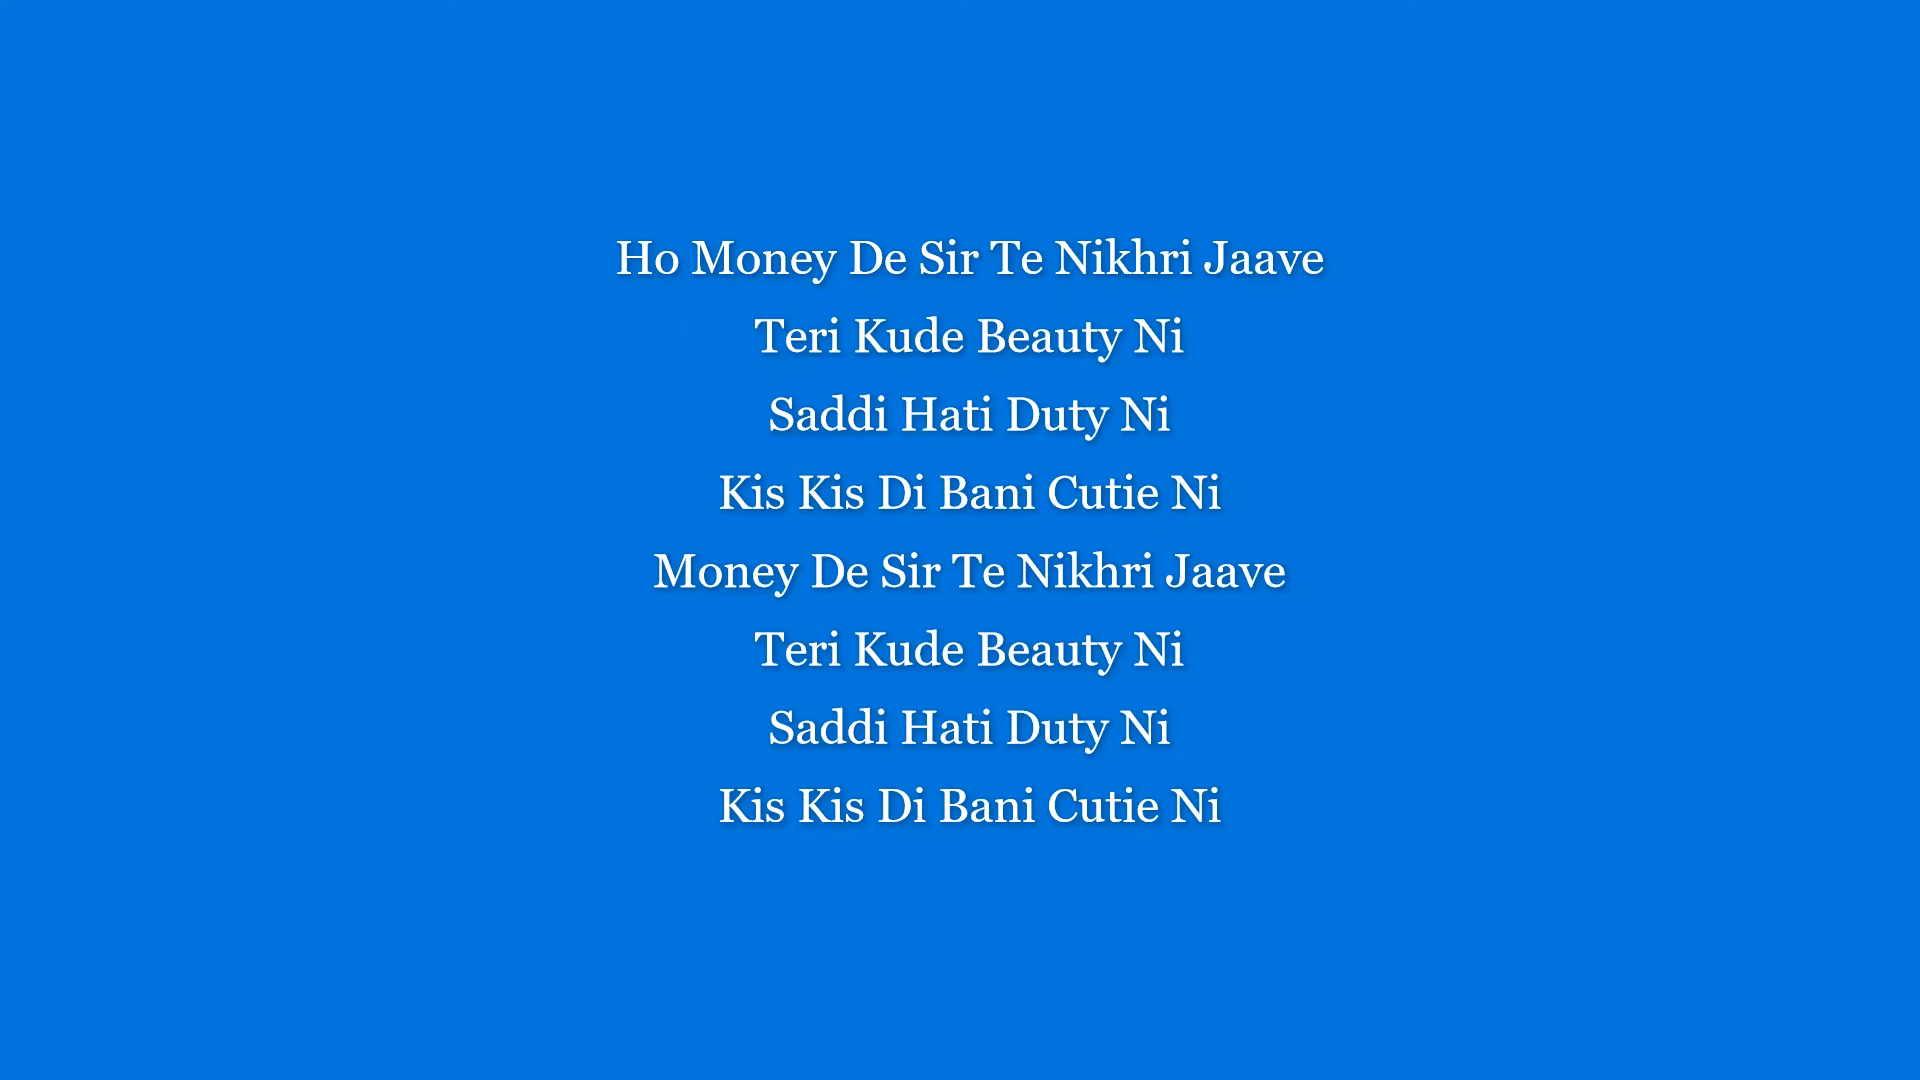 Ho Money De Sir Te Nikhri Jaave
Teri Kude Beauty Ni
Saddi Hati Duty Ni
Kis Kis Di Bani Cutie Ni
Money De Sir Te Nikhri Jaave
Teri Kude Beauty Ni
Saddi Hati Duty Ni
Kis Kis Di Bani Cutie Ni